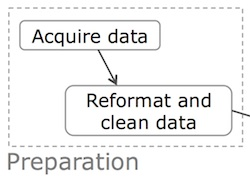 Acquire data
Reformat and
clean data
Preparation